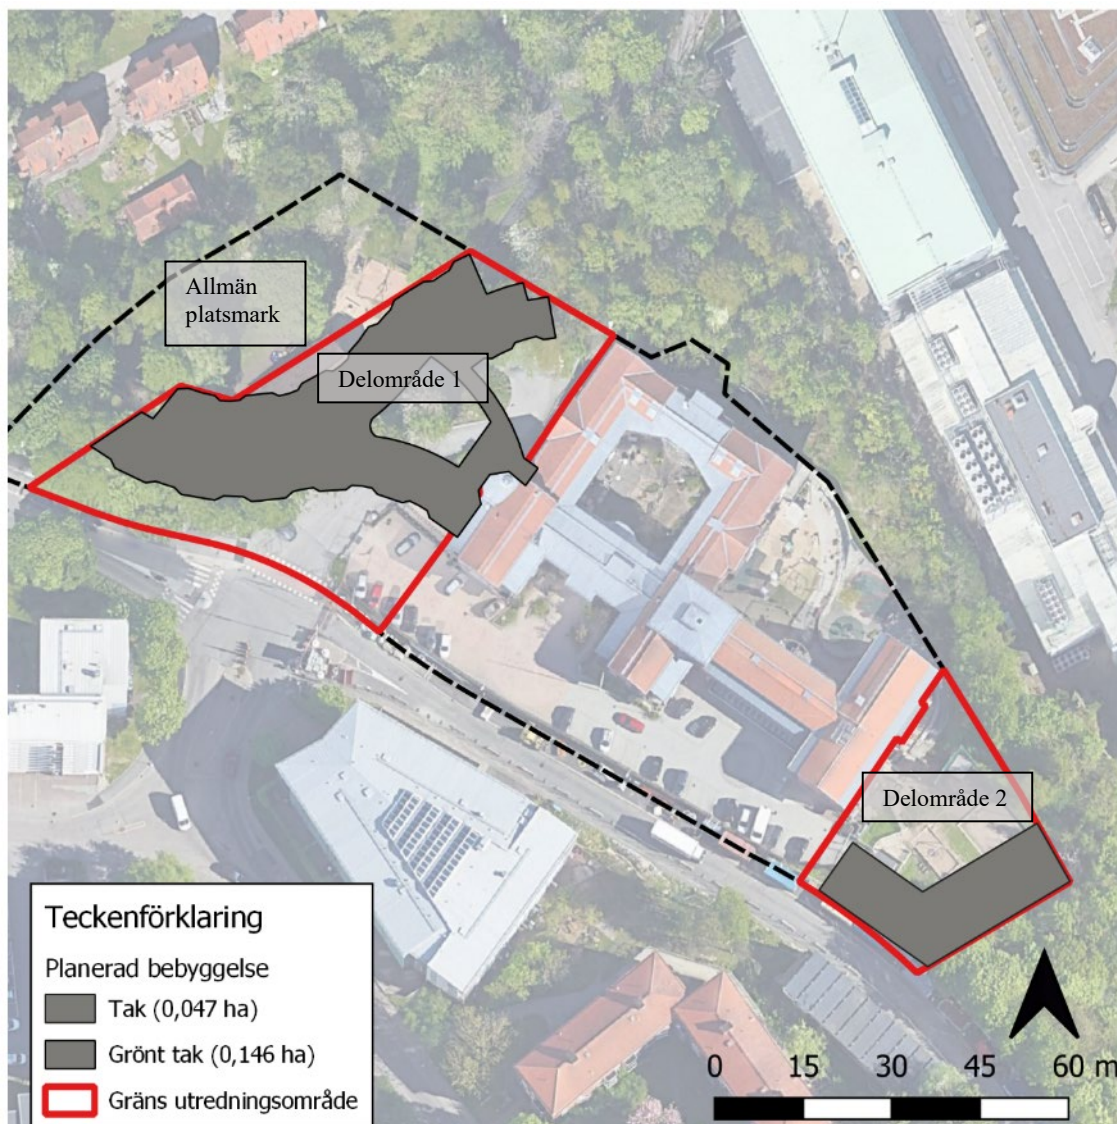 Allmän
platsmark
Delområde 1
Delområde 2
Teckenförklaring
Planerad bebyggelse
Tak (0,047 ha)
Grönt tak (0,146 ha)
Gräns utredningsområde
0 15 30 45 60 m